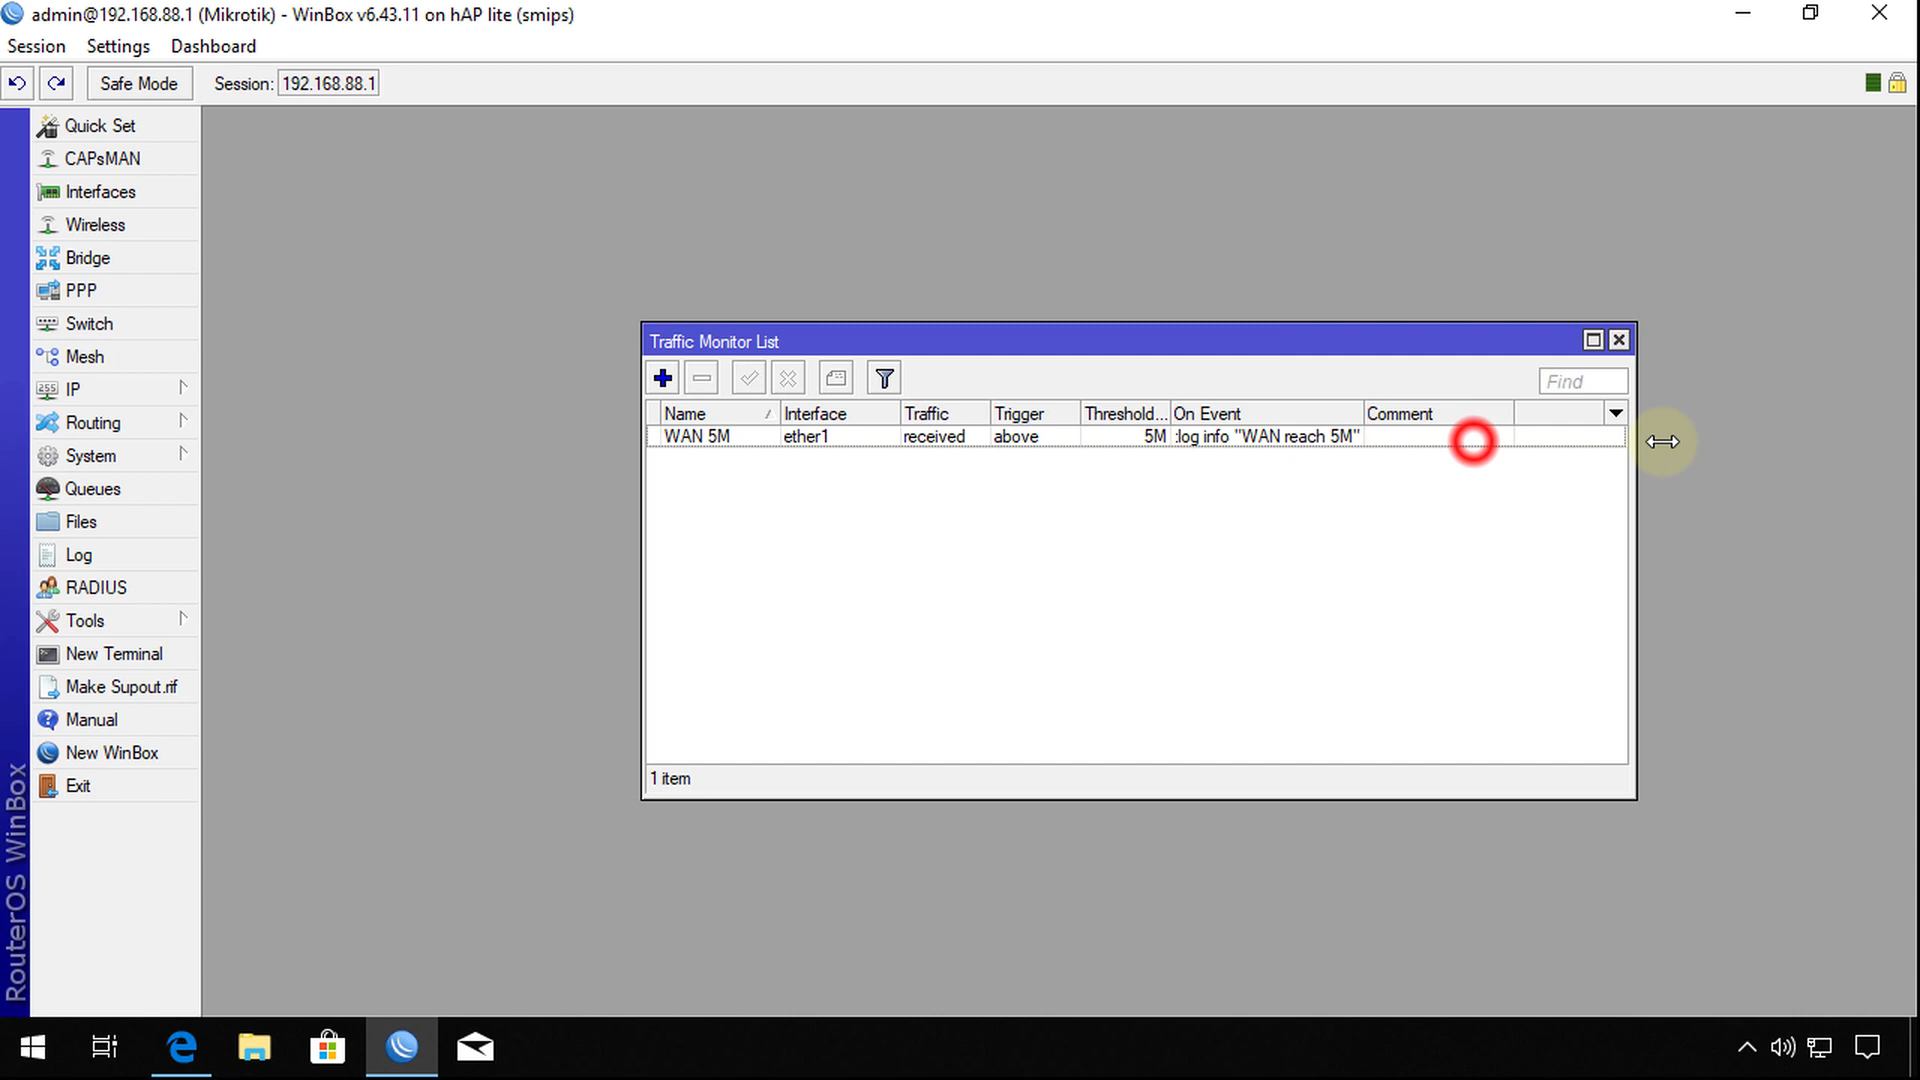 admin@192.168.88.1 (Mikrotik) - WinBox v6.43.11 on hAP lite (smips)
Session Settings Dashboard
Safe Mode Session: 192.168.88.1
Quick Set
CAPsMAN
Interfaces
Wireless
Bridge
PPP
Switch
Mesh
255 IP
Routing
System
Queues
Files
Log
RADIUS
Tools
New Terminal
Make Supout.rif
Manual
New WinBox
Exit
RouterOS WinBox
Traffic Monitor List
Find
Name Interface Traffic Trigger Threshold... On Event Comment
WAN 5M ether1 received above 5M :log info "WAN reach 5M"
1 item